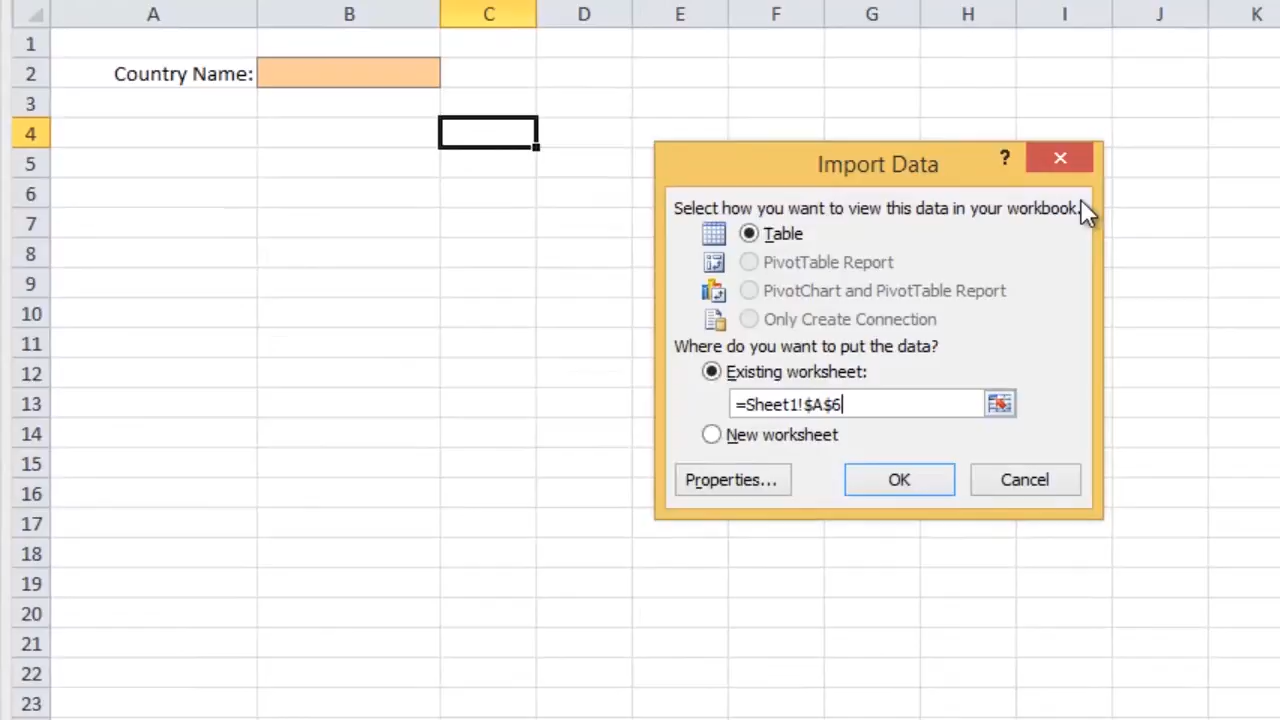 A B C D E F G H I J K
1
2 Country Name:
3
4
5
6
7
8
9
10
11
12
13
14
15
16
17
18
19
20
21
22
23
Import Data
?
Select how you want to view this data in your workbook.
Table
PivotTable Report
PivotChart and PivotTable Report
Only Create Connection
Where do you want to put the data?
Existing worksheet:
=Sheet1!$A$6
New worksheet
Properties... OK Cancel